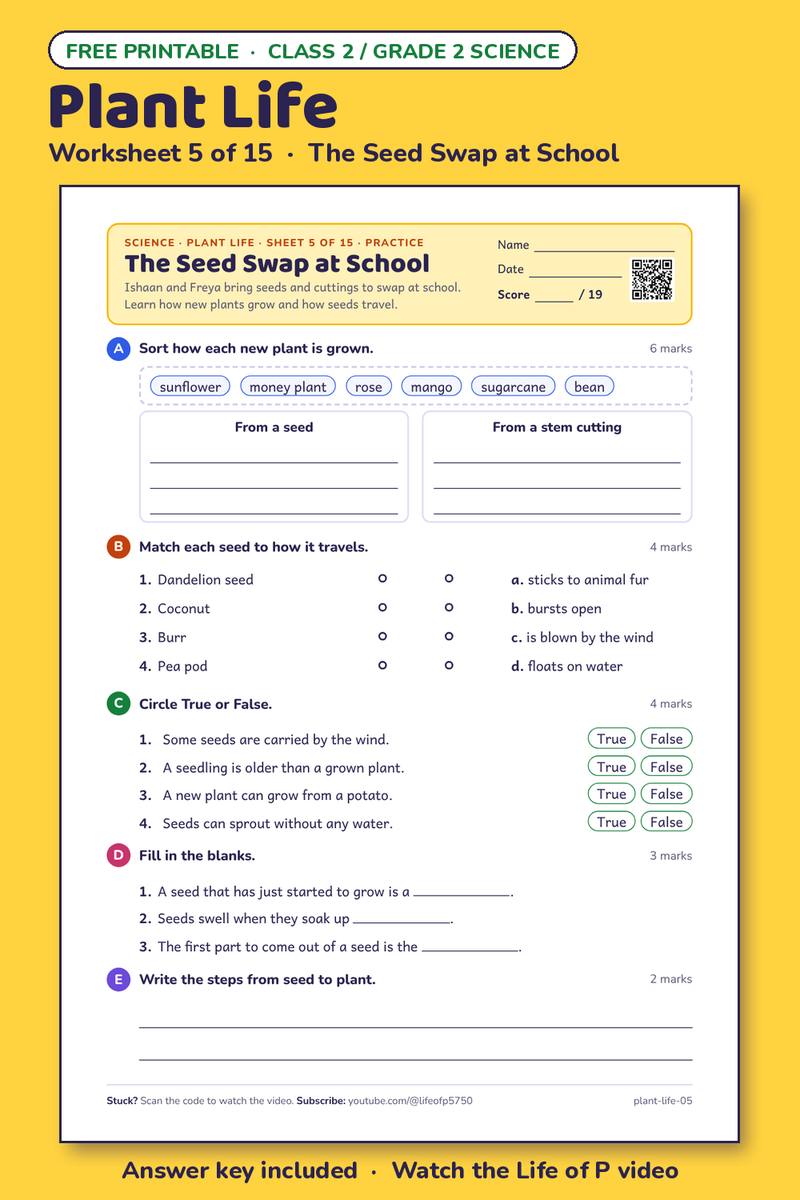 FREE PRINTABLE · CLASS 2 / GRADE 2 SCIENCE
Plant Life
Worksheet 5 of 15 · The Seed Swap at School
SCIENCE · PLANT LIFE · SHEET 5 OF 15 · PRACTICE
The Seed Swap at School
Ishaan and Freya bring seeds and cuttings to swap at school.
Learn how new plants grow and how seeds travel.
Name ______
Date ______
Score ______ / 19
A Sort how each new plant is grown. 6 marks
sunflower money plant rose mango sugarcane bean
From a seed From a stem cutting
B Match each seed to how it travels. 4 marks
1. Dandelion seed a. sticks to animal fur
2. Coconut b. bursts open
3. Burr c. is blown by the wind
4. Pea pod d. floats on water
C Circle True or False. 4 marks
1. Some seeds are carried by the wind. True False
2. A seedling is older than a grown plant. True False
3. A new plant can grow from a potato. True False
4. Seeds can sprout without any water. True False
D Fill in the blanks. 3 marks
1. A seed that has just started to grow is a ______.
2. Seeds swell when they soak up ______.
3. The first part to come out of a seed is the ______.
E Write the steps from seed to plant. 2 marks
Stuck? Scan the code to watch the video. Subscribe: youtube.com/@lifeofp5750 plant-life-05
Answer key included · Watch the Life of P video